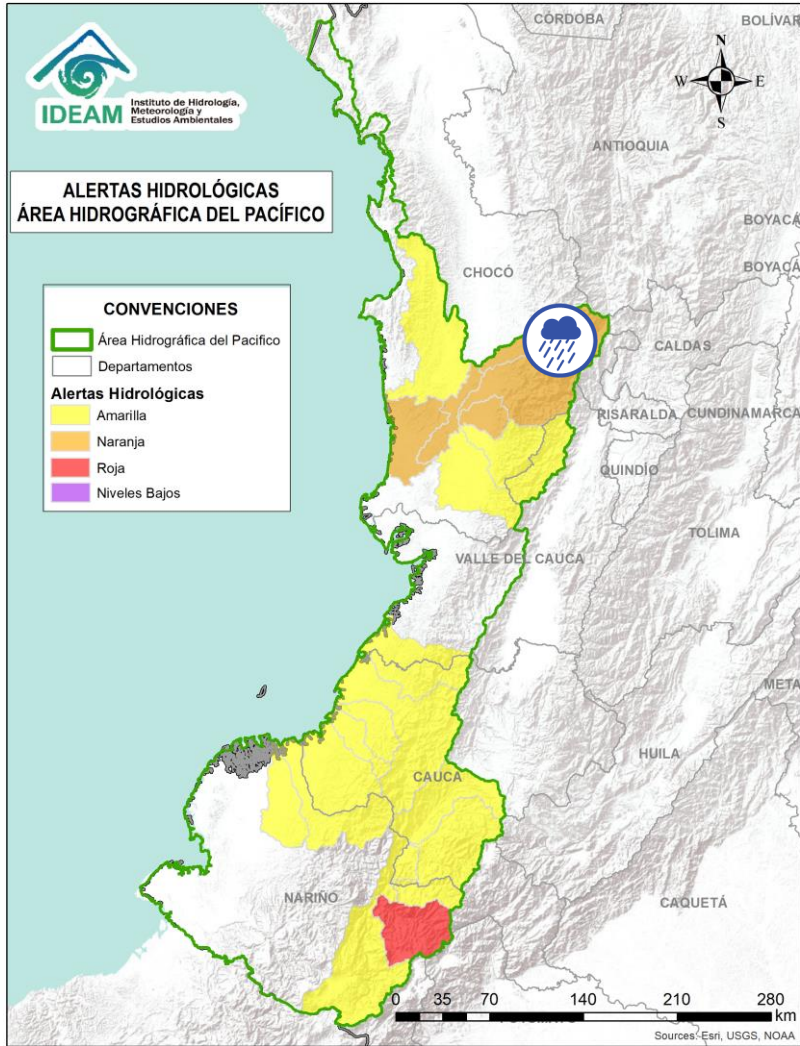 IDEAM
Instituto de Hidrología,
Meteorología y
Estudios Ambientales
ALERTAS HIDROLÓGICAS
ÁREA HIDROGRÁFICA DEL PACÍFICO
CONVENCIONES
Área Hidrográfica del Pacifico
Departamentos
Alertas Hidrológicas
Amarilla
Naranja
Roja
Niveles Bajos
CÓRDOBA
BOLÍVAR
N
W
E
S
ANTIOQUIA
BOYACÁ
CHOCÓ
BOYACÁ
CALDAS
RISARALDA
CUNDINAMARCA
QUINDÍO
TOLIMA
VALLE DEL CAUCA
META
HUILA
CAUCA
NARIÑO
CAQUETÁ
0 35 70 140 210 280
km
Sources: Esri, USGS, NOAA